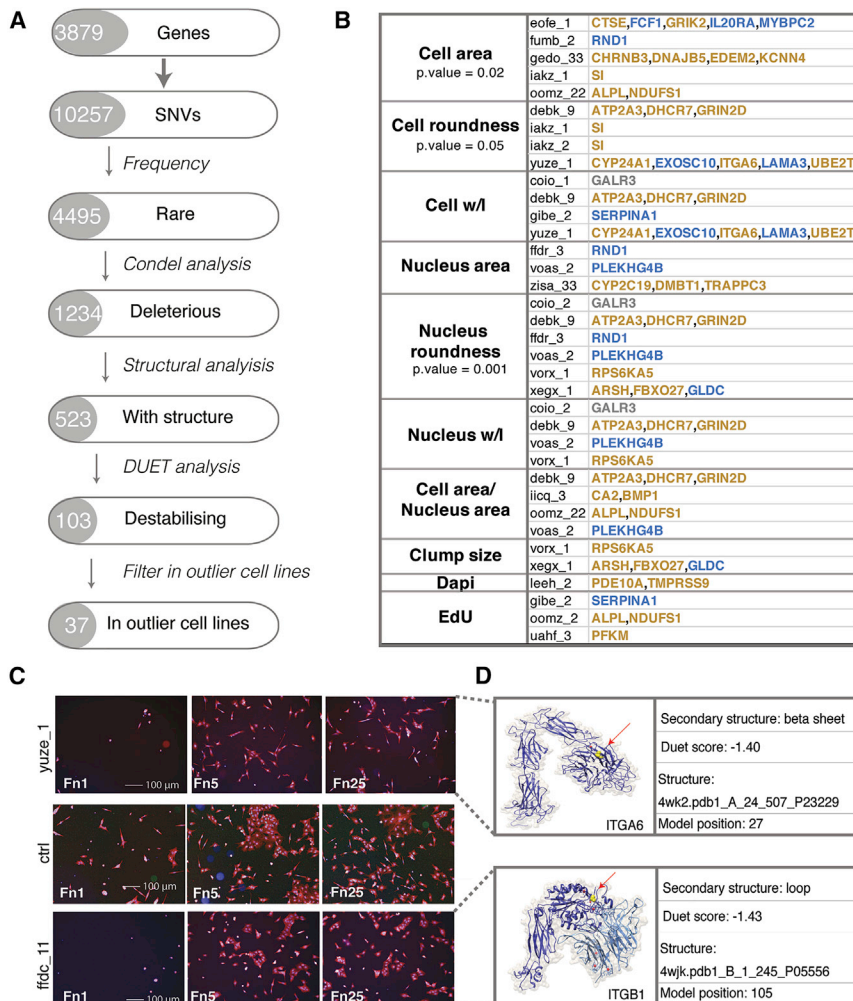 A
3879 Genes
10257 SNVs
Frequency
4495 Rare
Condel analysis
1234 Deleterious
Structural analyisis
523 With structure
DUET analysis
103 Destabilising
Filter in outlier cell lines
37 In outlier cell lines
B
Cell area
p.value = 0.02
eofe_1 CTSE,FCF1,GRIK2,IL20RA,MYBPC2
fumb_2 RND1
gedo_33 CHRNB3,DNAJB5,EDEM2,KCNN4
iakz_1 SI
oomz_22 ALPL,NDUFS1
Cell roundness
p.value = 0.05
debk_9 ATP2A3,DHCR7,GRIN2D
iakz_1 SI
iakz_2 SI
yuze_1 CYP24A1,EXOSC10,ITGA6,LAMA3,UBE2T
Cell w/l
coio_1 GALR3
debk_9 ATP2A3,DHCR7,GRIN2D
gibe_2 SERPINA1
yuze_1 CYP24A1,EXOSC10,ITGA6,LAMA3,UBE2T
Nucleus area
ffdr_3 RND1
voas_2 PLEKHG4B
zisa_33 CYP2C19,DMBT1,TRAPPC3
Nucleus
roundness
p.value = 0.001
coio_2 GALR3
debk_9 ATP2A3,DHCR7,GRIN2D
ffdr_3 RND1
voas_2 PLEKHG4B
vorx_1 RPS6KA5
xegx_1 ARSH,FBXO27,GLDC
Nucleus w/l
coio_2 GALR3
debk_9 ATP2A3,DHCR7,GRIN2D
voas_2 PLEKHG4B
vorx_1 RPS6KA5
Cell area/
Nucleus area
debk_9 ATP2A3,DHCR7,GRIN2D
iicq_3 CA2,BMP1
oomz_22 ALPL,NDUFS1
voas_2 PLEKHG4B
Clump size
vorx_1 RPS6KA5
xegx_1 ARSH,FBXO27,GLDC
Dapi
leeh_2 PDE10A,TMPRSS9
EdU
gibe_2 SERPINA1
oomz_2 ALPL,NDUFS1
uahf_3 PFKM
C
yuze_1
Fn1 100 µm Fn5 Fn25
ctrl
Fn1 100 µm Fn5 Fn25
ffdc_11
Fn1 100 µm Fn5 Fn25
D
ITGA6
Secondary structure: beta sheet
Duet score: -1.40
Structure:
4wk2.pdb1_A_24_507_P23229
Model position: 27
ITGB1
Secondary structure: loop
Duet score: -1.43
Structure:
4wjk.pdb1_B_1_245_P05556
Model position: 105